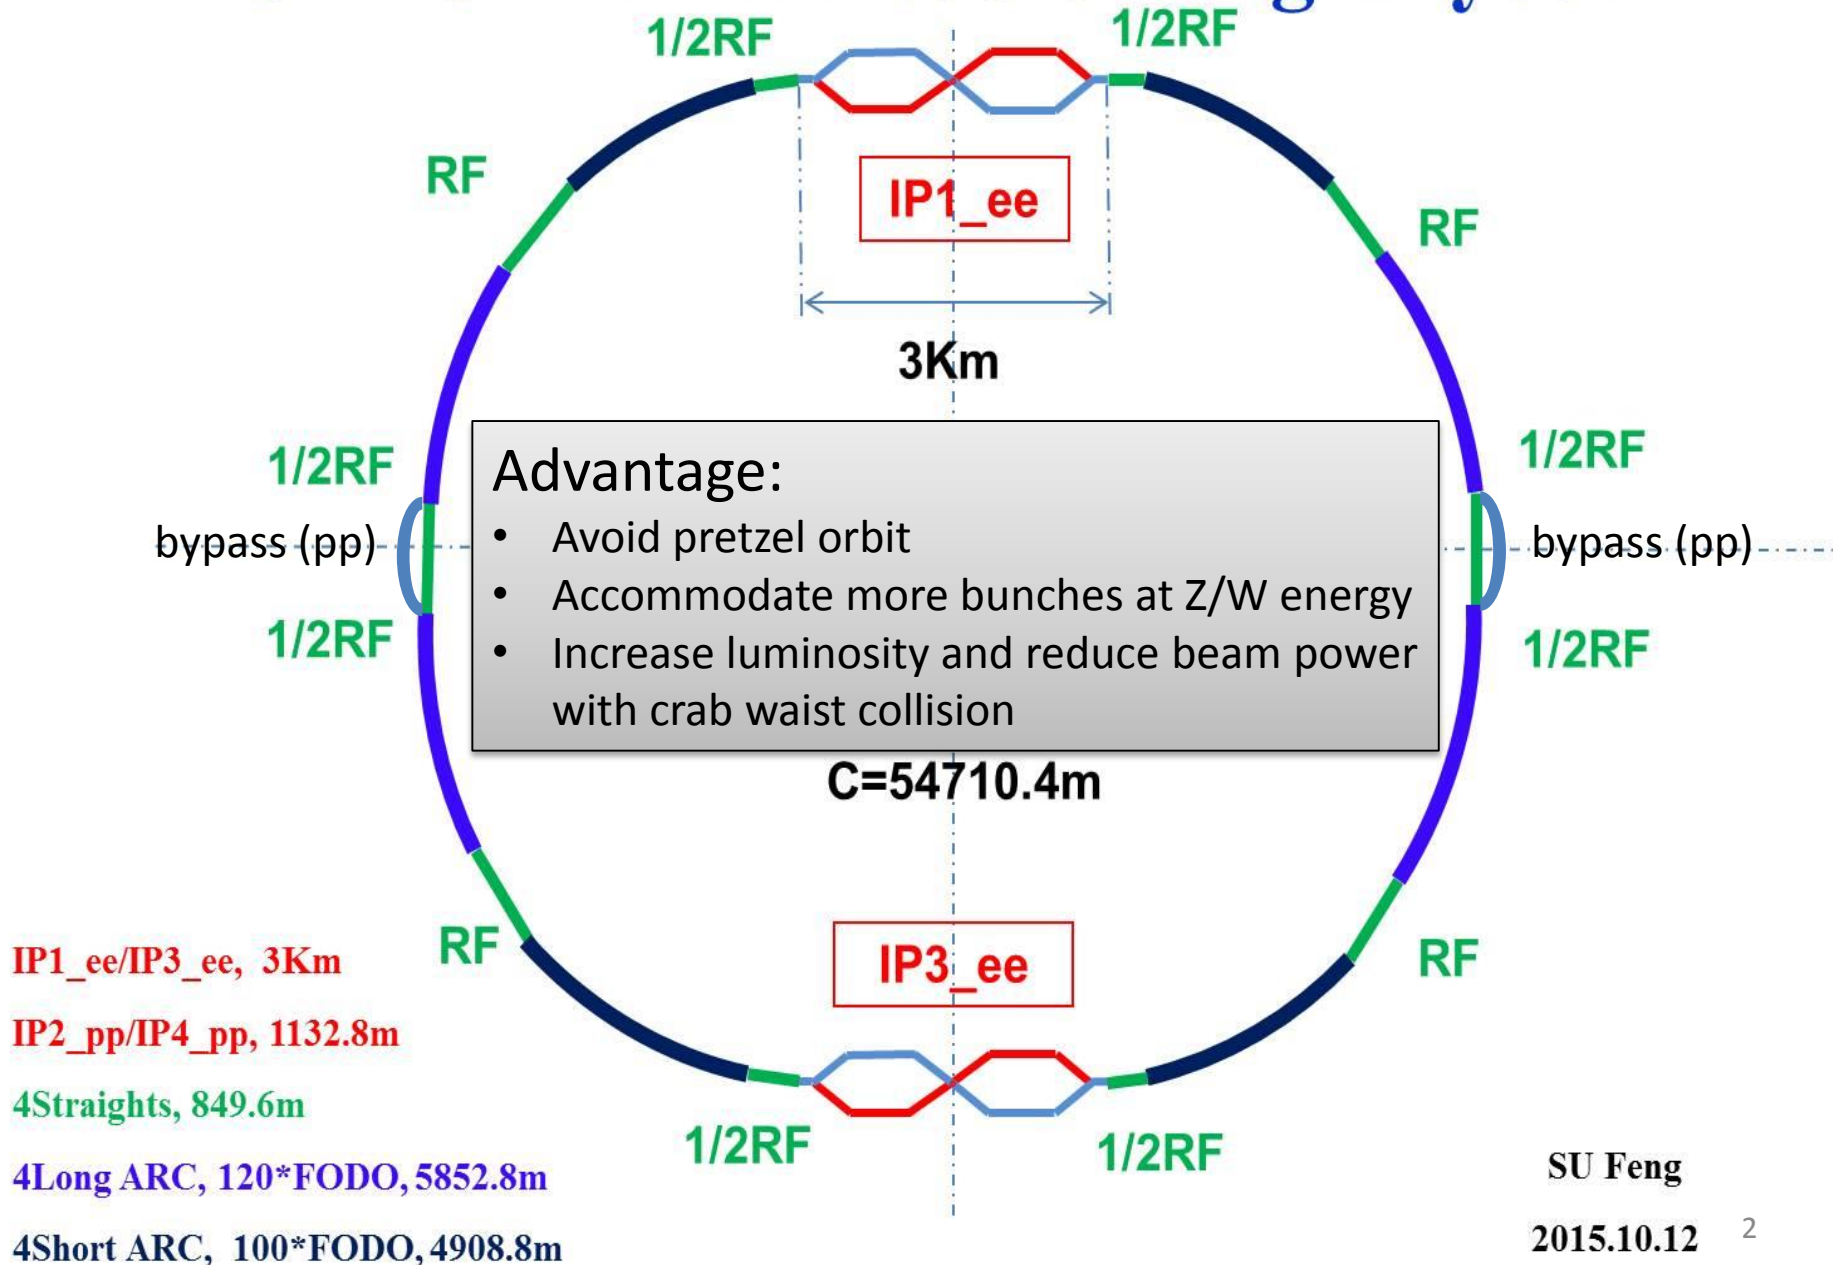 1/2RF
1/2RF
RF
IP1_ee
RF
3Km
1/2RF
1/2RF
Advantage:
bypass (pp)
• Avoid pretzel orbit
bypass (pp)
• Accommodate more bunches at Z/W energy
1/2RF
• Increase luminosity and reduce beam power
with crab waist collision
1/2RF
C=54710.4m
RF
IP3_ee
RF
IP1_ee/IP3_ee, 3Km
IP2_pp/IP4_pp, 1132.8m
4Straights, 849.6m
1/2RF
1/2RF
4Long ARC, 120*FODO, 5852.8m
4Short ARC, 100*FODO, 4908.8m
SU Feng
2015.10.12
2